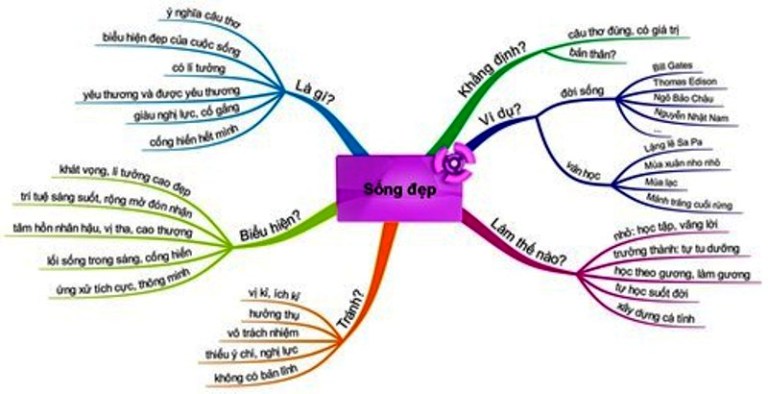 Sống đẹp
Là gì?
ý nghĩa câu thơ
biểu hiện đẹp của cuộc sống
có lí tưởng
yêu thương và được yêu thương
giàu nghị lực, cố gắng
cống hiến hết mình
Biểu hiện?
khát vọng, lí tưởng cao đẹp
trí tuệ sáng suốt, rộng mở đón nhận
tâm hồn nhân hậu, vị tha, cao thượng
lối sống trong sáng, cống hiến
ứng xử tích cực, thông minh
Tránh?
vị kỉ, ích kỉ
hưởng thụ
vô trách nhiệm
thiếu ý chí, nghị lực
không có bản lĩnh
Khẳng định?
câu thơ đúng, có giá trị
bản thân?
Ví dụ?
đời sống
Bill Gates
Thomas Edison
Ngô Bảo Châu
Nguyễn Nhật Nam
...
văn học
Lặng lẽ Sa Pa
Mùa xuân nho nhỏ
Mùa lạc
Mảnh trăng cuối rừng
Làm thế nào?
nhỏ: học tập, vâng lời
trưởng thành: tự tu dưỡng
học theo gương, làm gương
tự học suốt đời
xây dựng cá tính